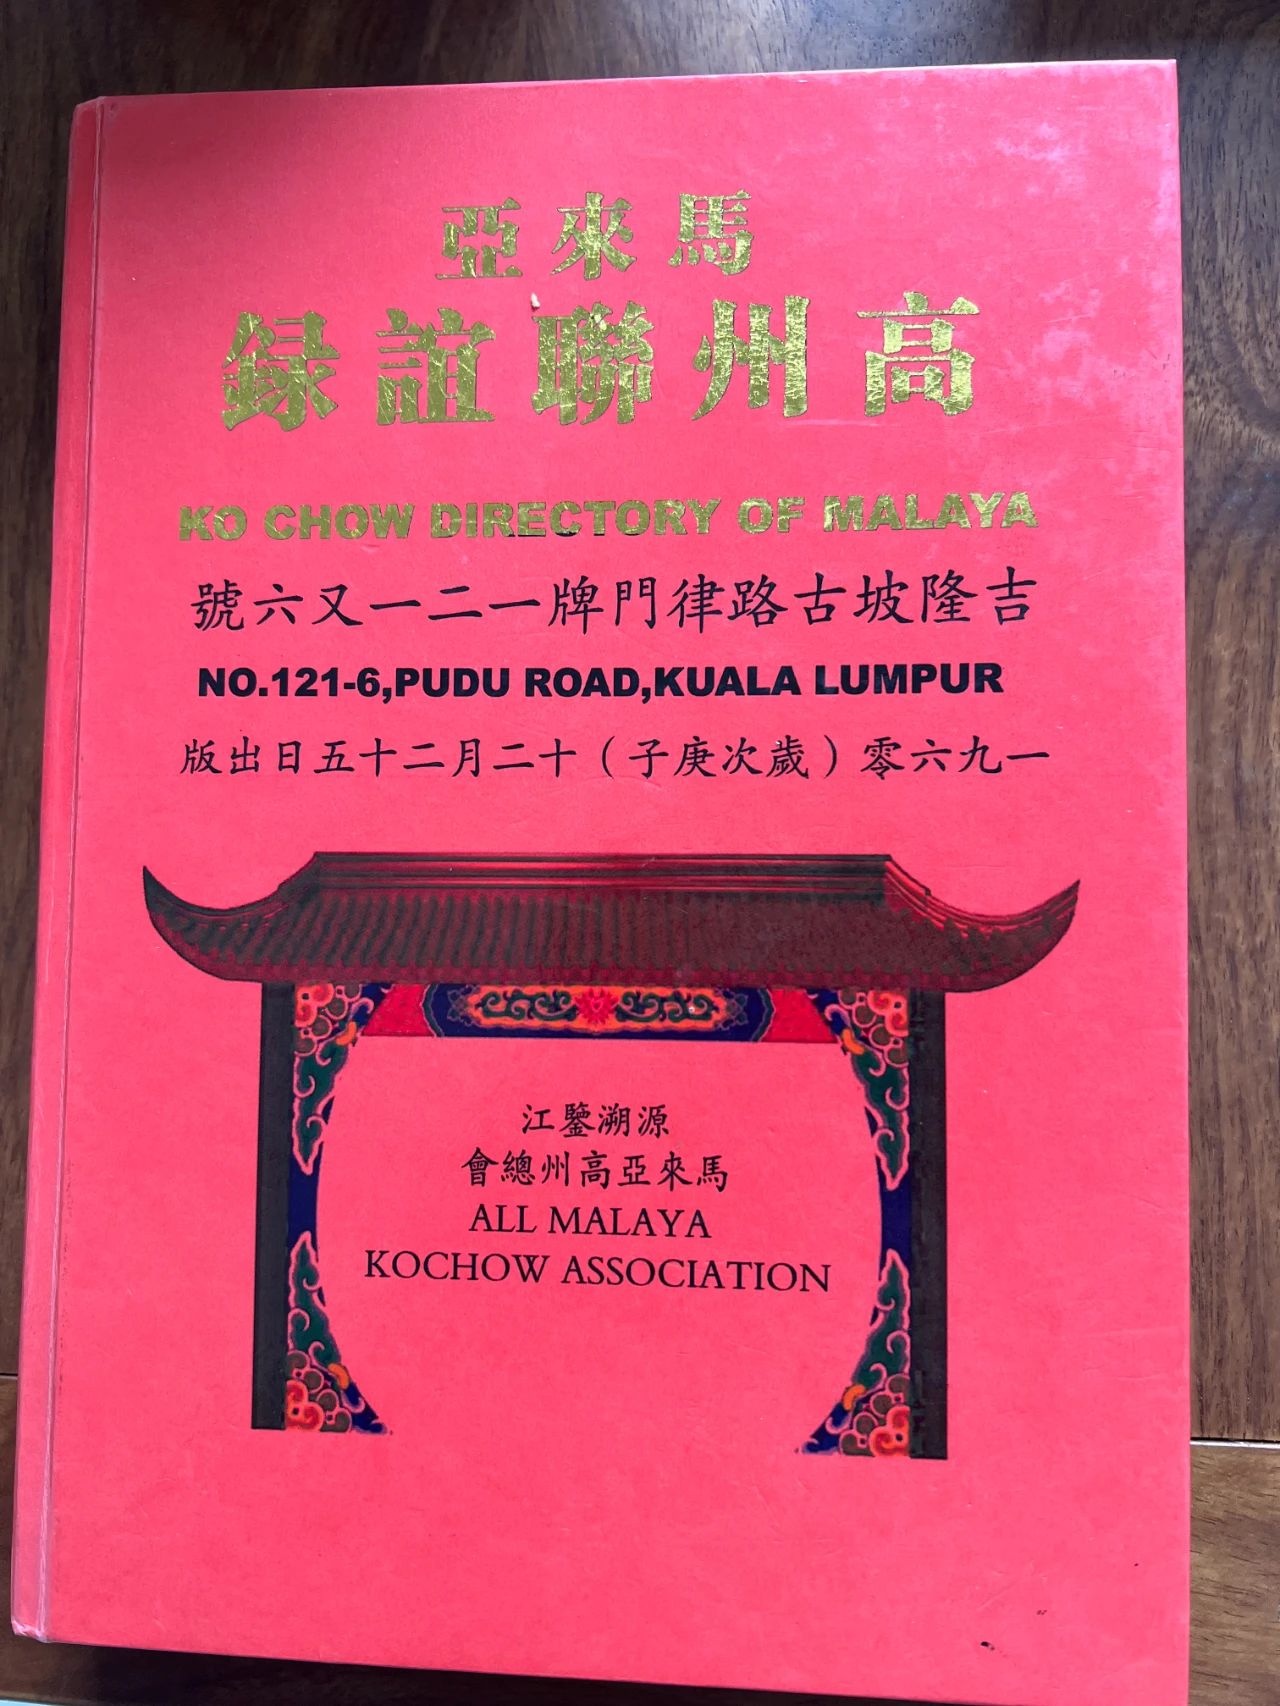 馬來亞
高州聯誼録
KO CHOW DIRECTORY OF MALAYA
吉隆坡古路律門牌一二一又六號
NO.121-6,PUDU ROAD,KUALA LUMPUR
一九六零（歲次庚子）十二月二十五日出版
源溯鑒江
馬來亞高州總會
ALL MALAYA
KOCHOW ASSOCIATION